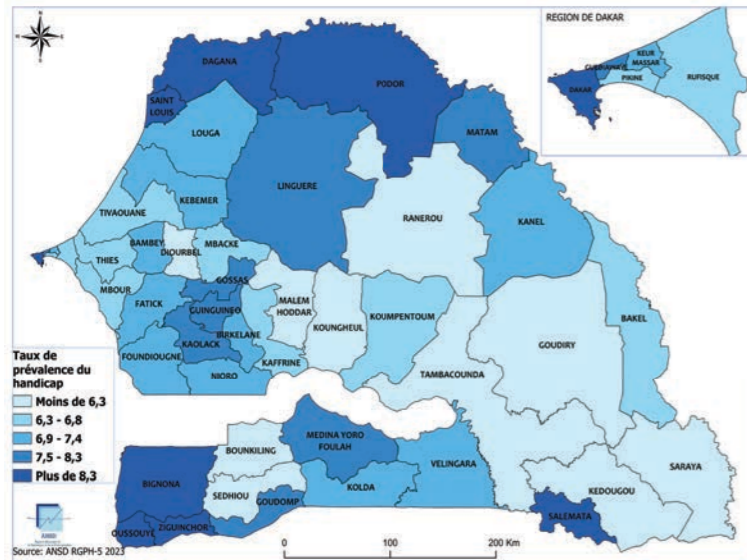 N
REGION DE DAKAR
KEUR
MASSAR
PIKINE
DAKAR
RUFISQUE
DAGANA
PODOR
SAINT
LOUIS
LOUGA
MATAM
LINGUERE
KEBEMER
RANEROU
KANEL
TIVAOUANE
BAMBEY
MBACKE
DIOURBEL
THIES
GOSSAS
MBOUR
MALEM
HODDAR
FATICK
GUINGUINEO
KOUNGHEUL
KOUMPENTOUM
BAKEL
BIRKELANE
GOUDIRY
KAOLACK
FOUNDIOUGNE
KAFFRINE
NIORO
TAMBACOUNDA
Taux de
prévalence du
handicap
Moins de 6,3
6,3 - 6,8
6,9 - 7,4
7,5 - 8,3
Plus de 8,3
MEDINA YORO
FOULAH
BOUNKILING
VELINGARA
SARAYA
BIGNONA
SEDHIOU
GOUDOMP
KOLDA
KEDOUGOU
SALEMATA
OUSSOUYE
ZIGUINCHOR
ANSD
Source: ANSD RGPH-5 2023
0
100
200 Km